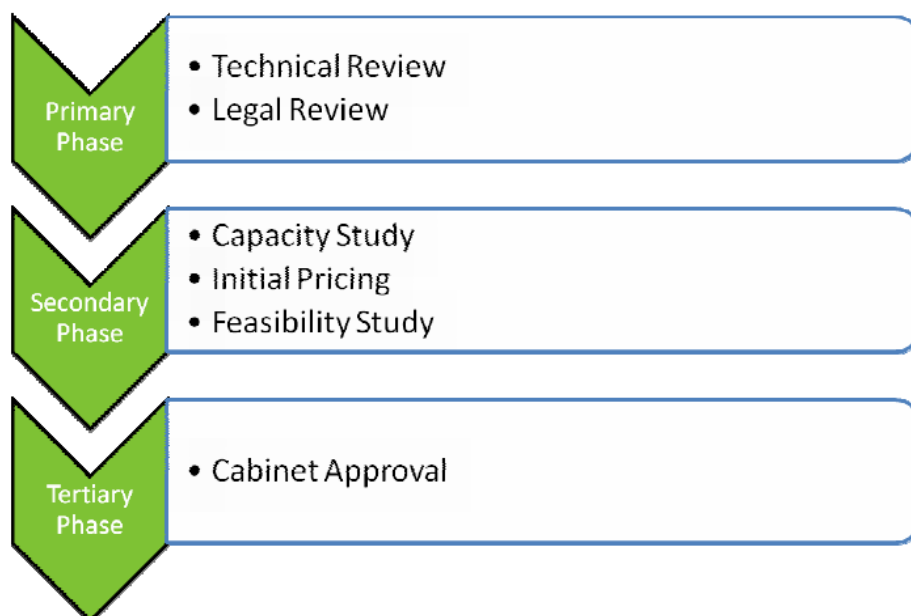 Primary
Phase
• Technical Review
• Legal Review
Secondary
Phase
• Capacity Study
• Initial Pricing
• Feasibility Study
Tertiary
Phase
• Cabinet Approval